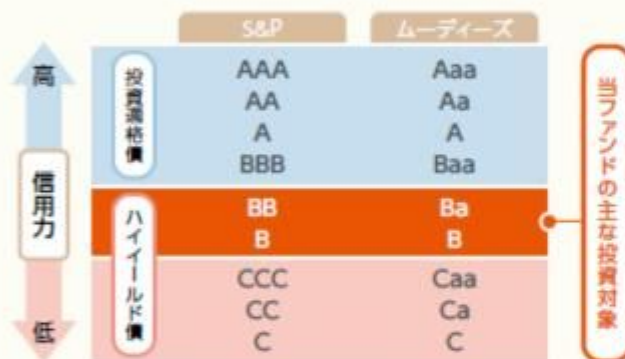 S&P ムーディーズ
高
信用力
低
投資適格債
AAA Aaa
AA Aa
A A
BBB Baa
ハイイールド債
BB Ba
B B
CCC Caa
CC Ca
C C
当ファンドの主な投資対象